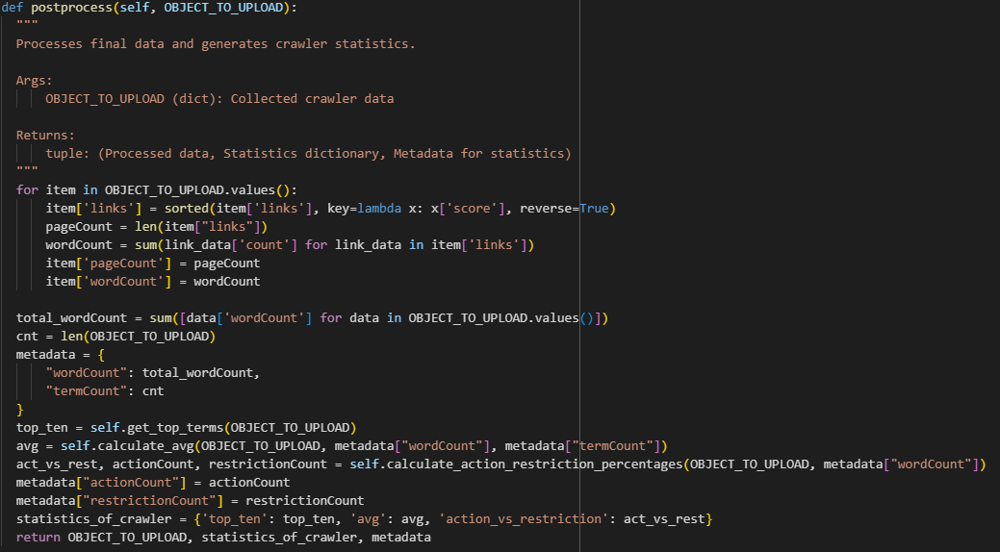 def postprocess(self, OBJECT_TO_UPLOAD):
"""
Processes final data and generates crawler statistics.
Args:
OBJECT_TO_UPLOAD (dict): Collected crawler data
Returns:
tuple: (Processed data, Statistics dictionary, Metadata for statistics)
"""
for item in OBJECT_TO_UPLOAD.values():
item['links'] = sorted(item['links'], key=lambda x: x['score'], reverse=True)
pageCount = len(item["links"])
wordCount = sum(link_data['count'] for link_data in item['links'])
item['pageCount'] = pageCount
item['wordCount'] = wordCount
total_wordCount = sum([data['wordCount'] for data in OBJECT_TO_UPLOAD.values()])
cnt = len(OBJECT_TO_UPLOAD)
metadata = {
"wordCount": total_wordCount,
"termCount": cnt
}
top_ten = self.get_top_terms(OBJECT_TO_UPLOAD)
avg = self.calculate_avg(OBJECT_TO_UPLOAD, metadata["wordCount"], metadata["termCount"])
act_vs_rest, actionCount, restrictionCount = self.calculate_action_restriction_percentages(OBJECT_TO_UPLOAD, metadata["wordCount"])
metadata["actionCount"] = actionCount
metadata["restrictionCount"] = restrictionCount
statistics_of_crawler = {'top_ten': top_ten, 'avg': avg, 'action_vs_restriction': act_vs_rest}
return OBJECT_TO_UPLOAD, statistics_of_crawler, metadata